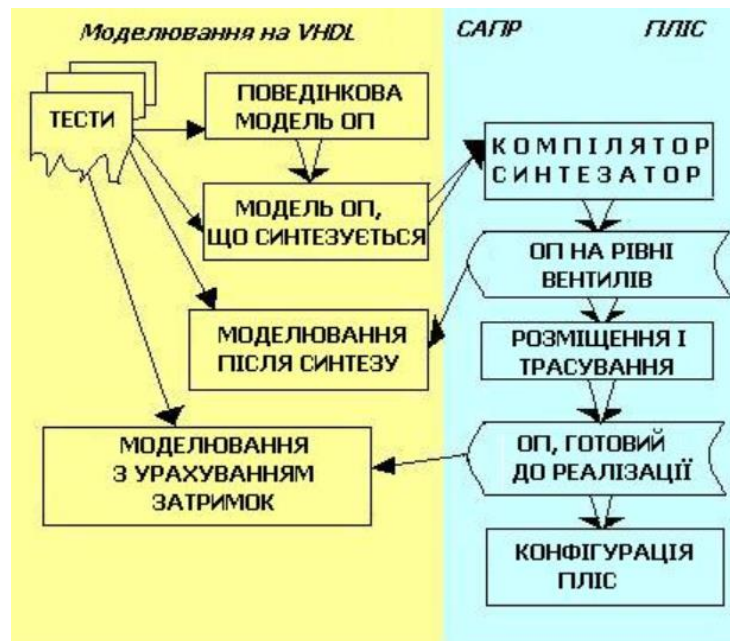 Моделювання на VHDL
САПР ПЛІС
ТЕСТИ
ПОВЕДІНКОВА
МОДЕЛЬ ОП
МОДЕЛЬ ОП,
ЩО СИНТЕЗУЄТЬСЯ
КОМПІЛЯТОР
СИНТЕЗАТОР
ОП НА РІВНІ
ВЕНТИЛІВ
МОДЕЛЮВАННЯ
ПІСЛЯ СИНТЕЗУ
РОЗМІЩЕННЯ І
ТРАСУВАННЯ
МОДЕЛЮВАННЯ
З УРАХУВАННЯМ
ЗАТРИМОК
ОП, ГОТОВИЙ
ДО РЕАЛІЗАЦІЇ
КОНФІГУРАЦІЯ
ПЛІС